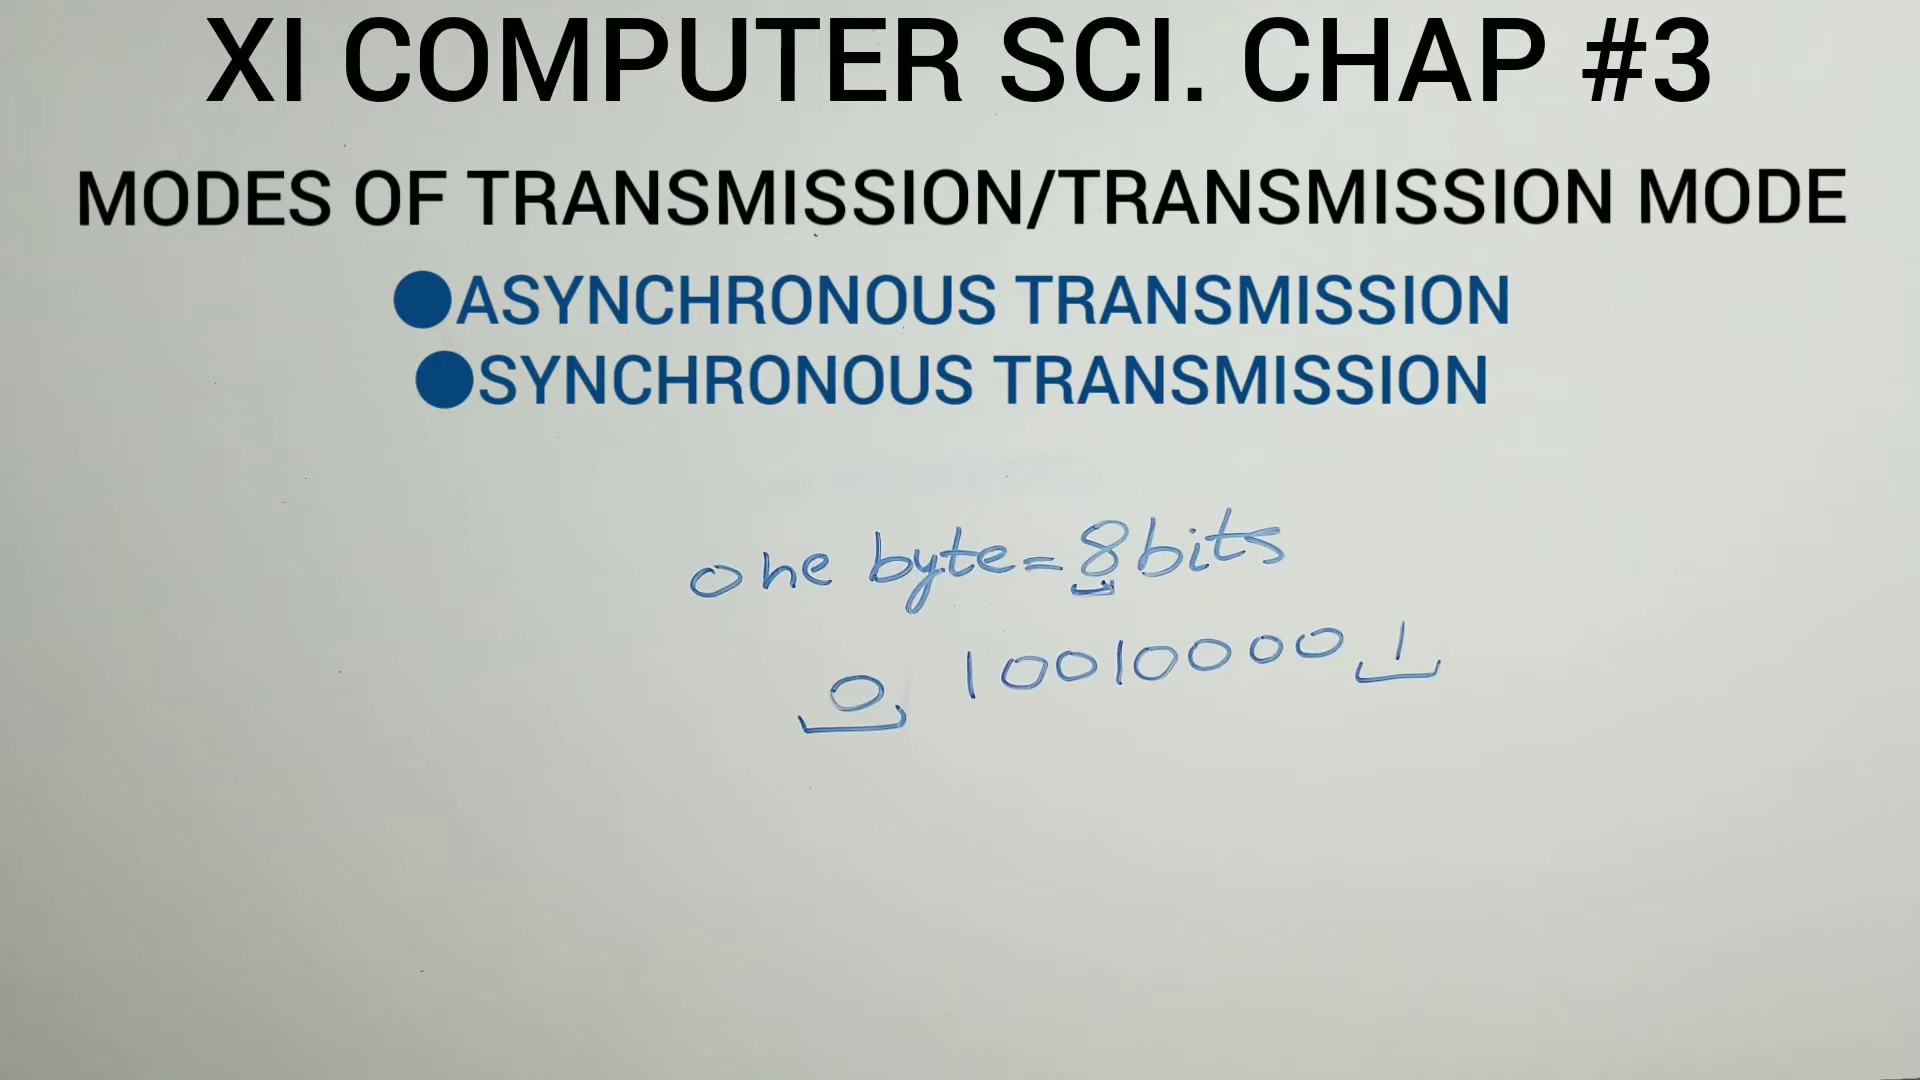 XI COMPUTER SCI. CHAP #3
MODES OF TRANSMISSION/TRANSMISSION MODE
●ASYNCHRONOUS TRANSMISSION
●SYNCHRONOUS TRANSMISSION
one byte = 8 bits
0 10010000 1